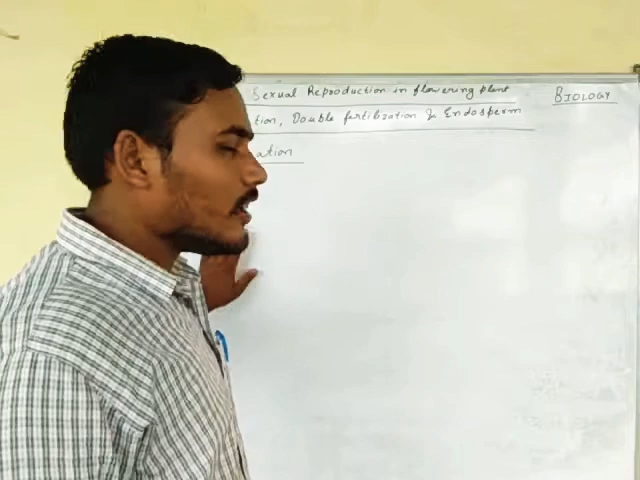 Sexual Reproduction in flowering plant BIOLOGY
tion, Double fertilization & Endosperm
ation